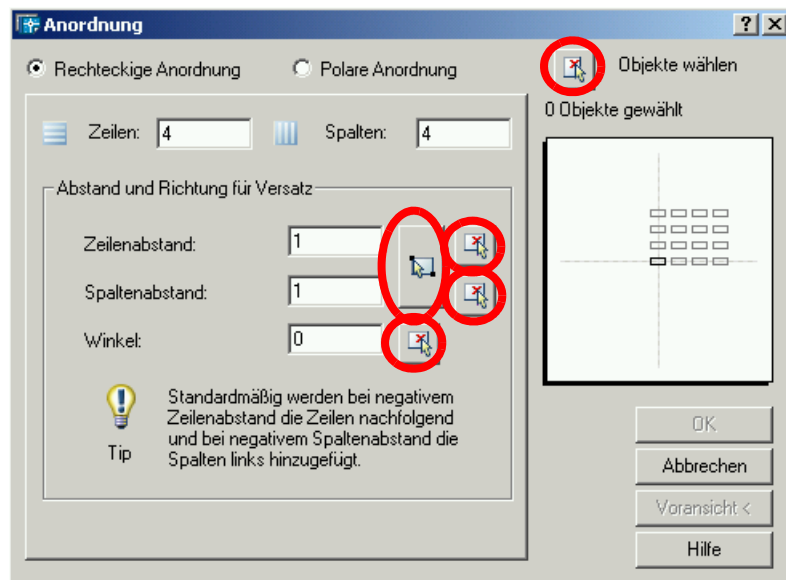 Anordnung
Rechteckige Anordnung
Polare Anordnung
Objekte wählen
0 Objekte gewählt
Zeilen: 4
Spalten: 4
Abstand und Richtung für Versatz
Zeilenabstand: 1
Spaltenabstand: 1
Winkel: 0
Tip
Standardmäßig werden bei negativem
Zeilenabstand die Zeilen nachfolgend
und bei negativem Spaltenabstand die
Spalten links hinzugefügt.
OK
Abbrechen
Voransicht <
Hilfe